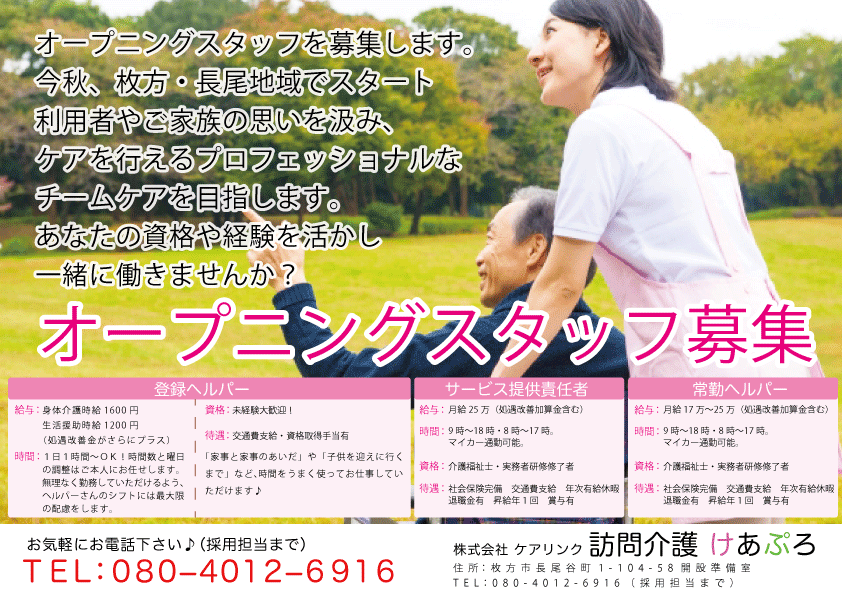 オープニングスタッフを募集します。
今秋、枚方・長尾地域でスタート
利用者やご家族の思いを汲み、
ケアを行えるプロフェッショナルな
チームケアを目指します。
あなたの資格や経験を活かし
一緒に働きませんか？
オープニングスタッフ募集
登録ヘルパー
給与：身体介護時給 1600 円
生活援助時給 1200 円
（処遇改善金がさらにプラス）
時間：１日１時間〜ＯＫ！時間数と曜日
の調整はご本人にお任せします。
無理なく勤務していただけるよう、
ヘルパーさんのシフトには最大限
の配慮をします。
資格：未経験大歓迎！
待遇：交通費支給・資格取得手当有
「家事と家事のあいだ」や「子供を迎えに行く
まで」など、時間をうまく使ってお仕事してい
ただけます♪
サービス提供責任者
給与：月給 25 万（処遇改善加算金含む）
時間：９時〜18 時・８時〜17 時。
マイカー通勤可能。
資格：介護福祉士・実務者研修修了者
待遇：社会保険完備　交通費支給　年次有給休暇
退職金有　昇給年１回　賞与有
常勤ヘルパー
給与：月給 17 万〜25 万（処遇改善加算金含む）
時間：９時〜18 時・８時〜17 時。
マイカー通勤可能。
資格：介護福祉士・実務者研修修了者
待遇：社会保険完備　交通費支給　年次有給休暇
退職金有　昇給年１回　賞与有
お気軽にお電話下さい♪（採用担当まで）
ＴＥＬ：０８０−４０１２−６９１６
株式会社 ケアリンク 訪問介護 けあぷろ
住所：枚方市長尾谷町 1-104-58 開設準備室
TEL：080-4012-6916（採用担当まで）